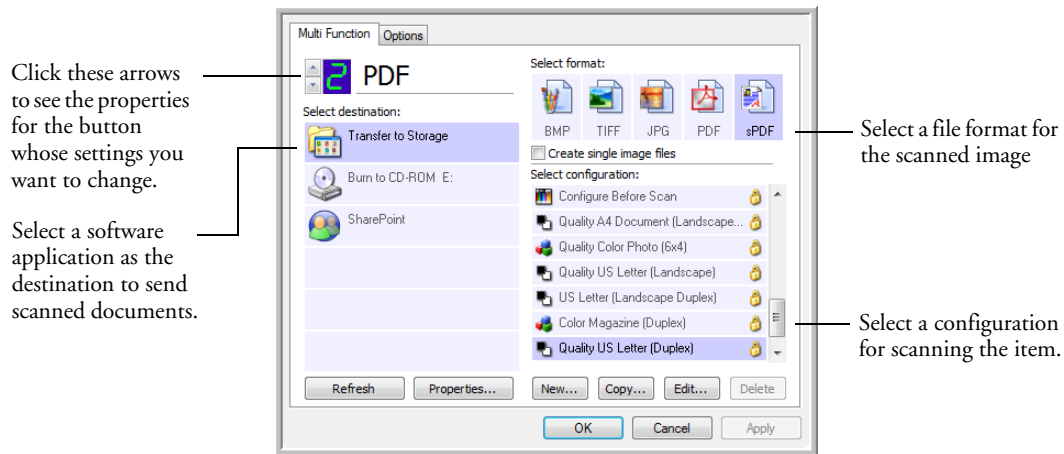 Multi Function
Options
Click these arrows
to see the properties
for the button
whose settings you
want to change.
Select a software
application as the
destination to send
scanned documents.
2 PDF
Select destination:
Transfer to Storage
Burn to CD-ROM E:
SharePoint
Refresh
Properties...
Select format:
BMP TIFF JPG PDF sPDF
Create single image files
Select configuration:
Configure Before Scan
Quality A4 Document (Landscape...
Quality Color Photo (6x4)
Quality US Letter (Landscape)
US Letter (Landscape Duplex)
Color Magazine (Duplex)
Quality US Letter (Duplex)
New...
Copy...
Edit...
Delete
OK
Cancel
Apply
Select a file format for
the scanned image
Select a configuration
for scanning the item.